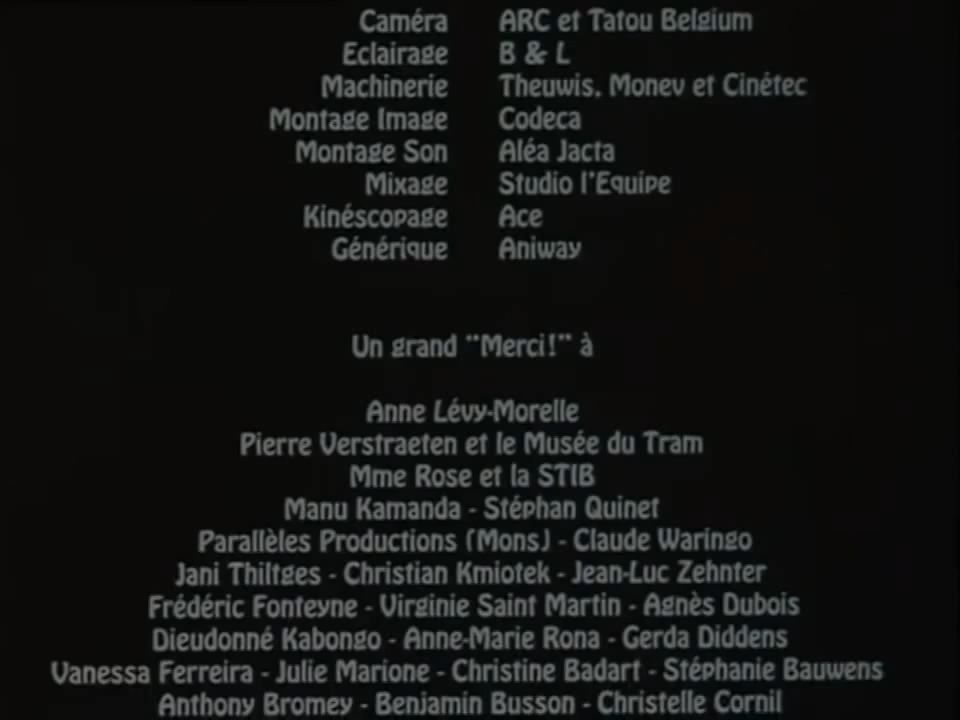 Caméra ARC et Tatou Belgium
Eclairage B & L
Machinerie Theuwis, Monev et Cinétec
Montage Image Codeca
Montage Son Aléa Jacta
Mixage Studio l'Equipe
Kinéscopage Ace
Générique Aniway
Un grand "Merci!" à
Anne Lévy-Morelle
Pierre Verstraeten et le Musée du Tram
Mme Rose et la STIB
Manu Kamanda - Stéphan Quinet
Parallèles Productions (Mons) - Claude Waringo
Jani Thiltges - Christian Kmiotek - Jean-Luc Zehnter
Frédéric Fonteyne - Virginie Saint Martin - Agnès Dubois
Dieudonné Kabongo - Anne-Marie Rona - Gerda Diddens
Vanessa Ferreira - Julie Marione - Christine Badart - Stéphanie Bauwens
Anthony Bromey - Benjamin Busson - Christelle Cornil